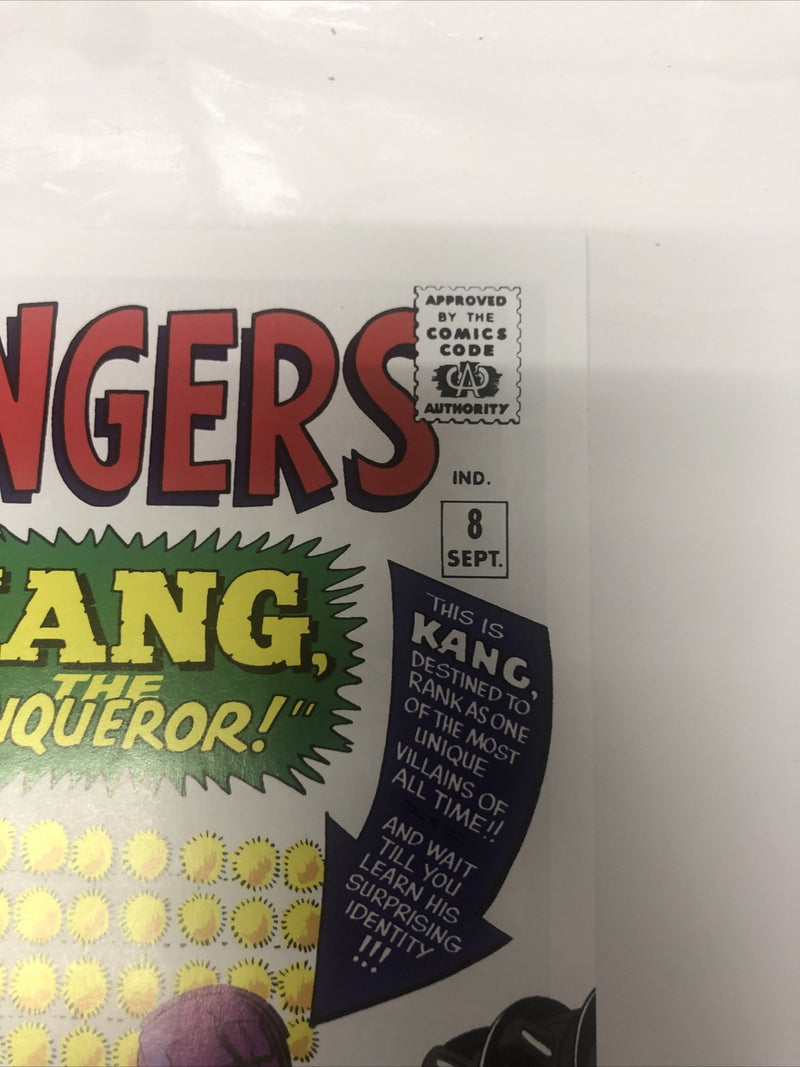 NGERS
APPROVED
BY THE
COMICS
CODE
CA
AUTHORITY
IND.
8
SEPT.
ANG,
THE
NQUEROR!"
THIS IS
KANG,
DESTINED TO
RANK AS ONE
OF THE MOST
UNIQUE
VILLAINS OF
ALL TIME!!
AND WAIT
TILL YOU
LEARN HIS
SURPRISING
IDENTITY
!!!